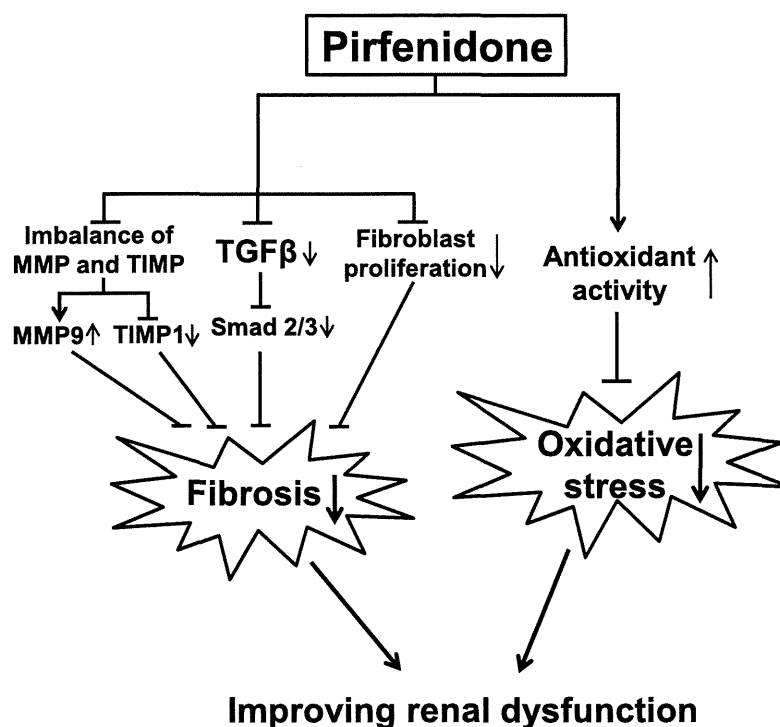 Pirfenidone
Imbalance of
MMP and TIMP
MMP9↑
TIMP1↓
TGFβ↓
Smad 2/3↓
Fibroblast
proliferation↓
Antioxidant
activity↑
Fibrosis↓
Oxidative
stress↓
Improving renal dysfunction